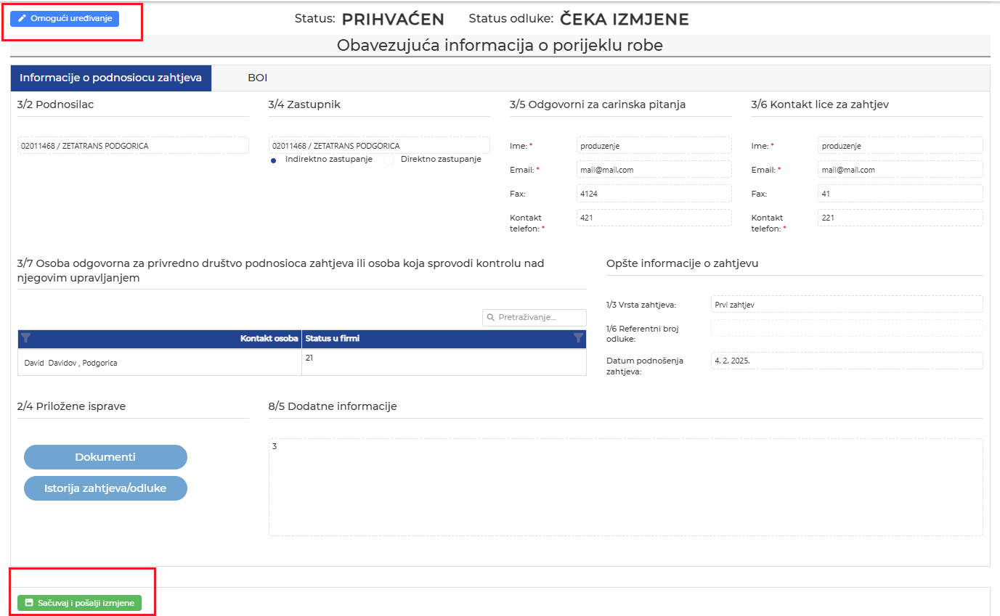 Omogući uređivanje
Status: PRIHVAĆEN Status odluke: ČEKA IZMJENE
Obavezujuća informacija o porijeklu robe
Informacije o podnosiocu zahtjeva
BOI
3/2 Podnosilac
02011468 / ZETATRANS PODGORICA
3/4 Zastupnik
02011468 / ZETATRANS PODGORICA
Indirektno zastupanje Direktno zastupanje
3/5 Odgovorni za carinska pitanja
Ime: * produzenje
Email: * mail@mail.com
Fax: 4124
Kontakt
telefon: * 421
3/6 Kontakt lice za zahtjev
Ime: * produzenje
Email: * mail@mail.com
Fax: 41
Kontakt
telefon: * 221
3/7 Osoba odgovorna za privredno društvo podnosioca zahtjeva ili osoba koja sprovodi kontrolu nad
njegovim upravljanjem
Pretraživanje...
Kontakt osoba Status u firmi
David Davidov , Podgorica 21
Opšte informacije o zahtjevu
1/3 Vrsta zahtjeva: Prvi zahtjev
1/6 Referentni broj
odluke:
Datum podnošenja
zahtjeva: 4. 2. 2025.
2/4 Priložene isprave
Dokumenti
Istorija zahtjeva/odluke
8/5 Dodatne informacije
3
Sačuvaj i pošalji izmjene